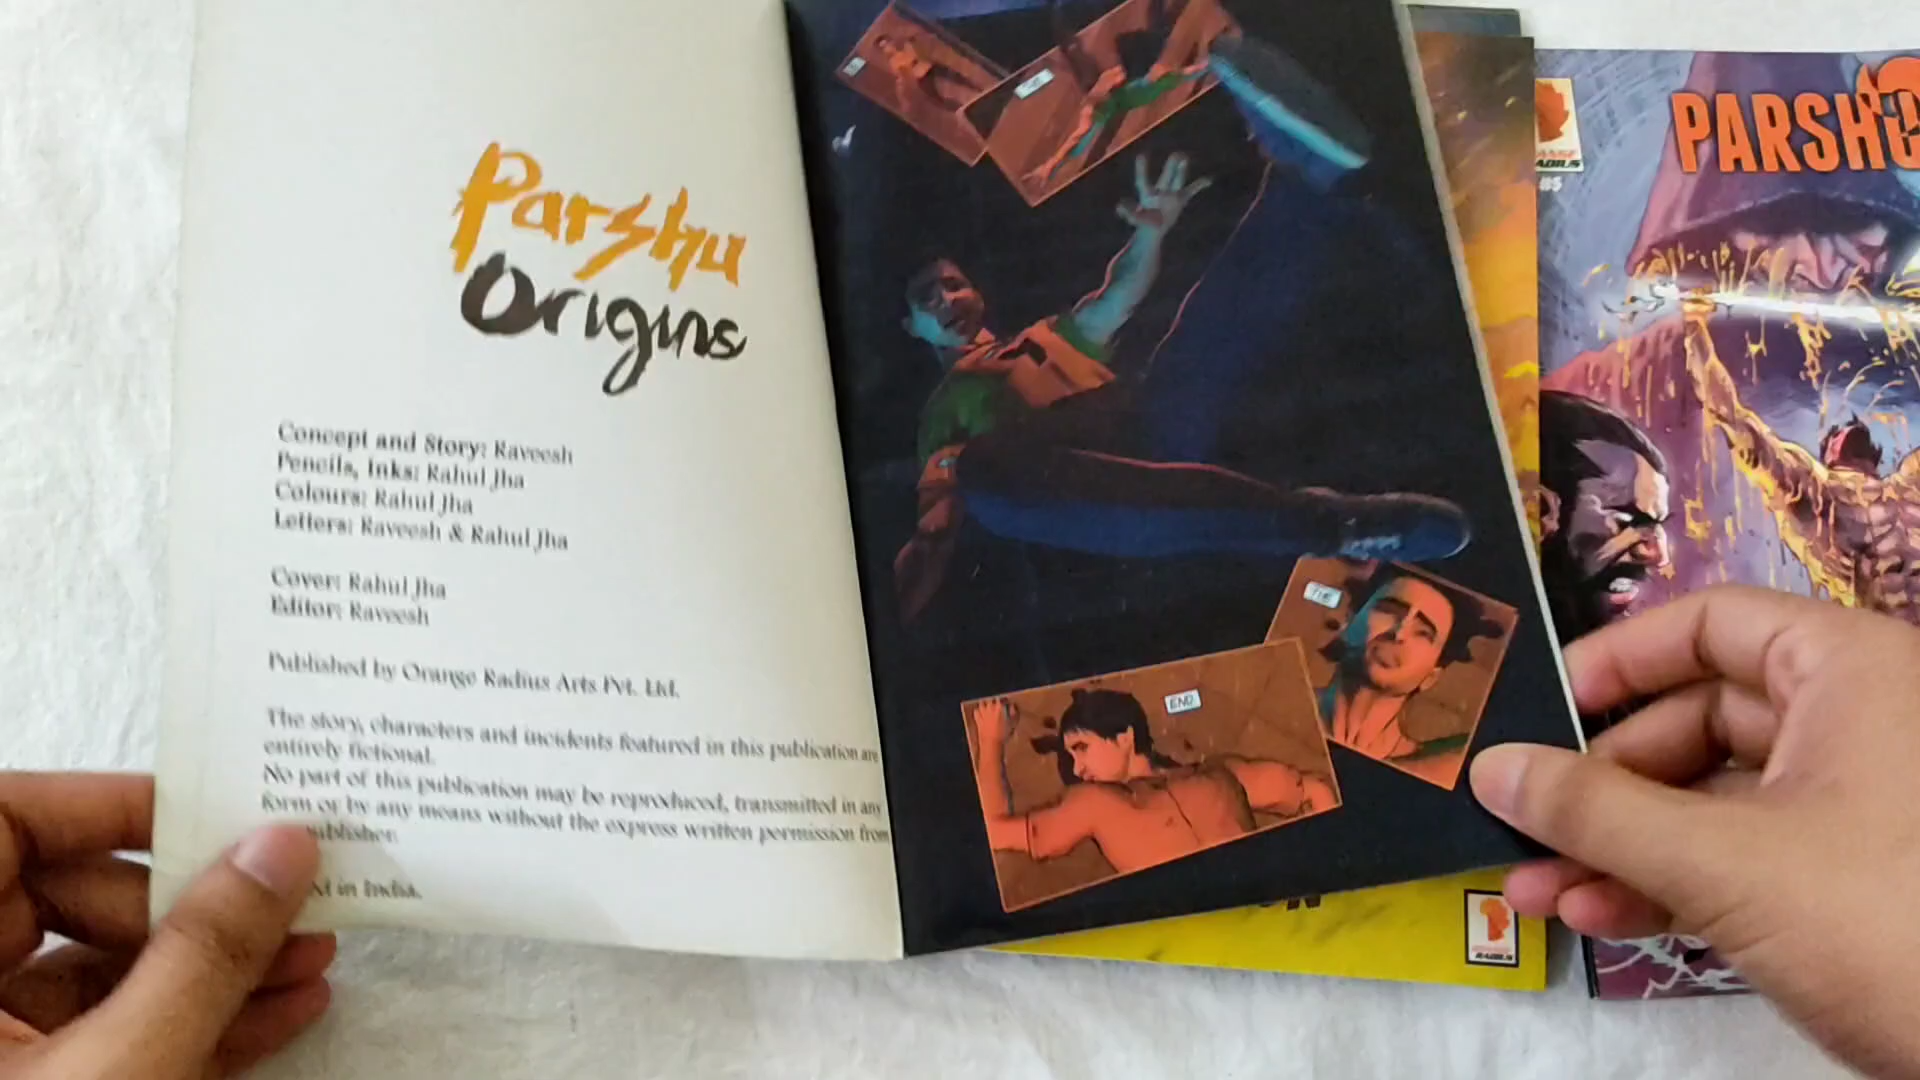 Parshu
Origins
Concept and Story: Raveesh
Pencils, Inks: Rahul Jha
Colours: Rahul Jha
Letters: Raveesh & Rahul Jha
Cover: Rahul Jha
Editor: Raveesh
Published by Orange Radius Arts Pvt. Ltd.
The story, characters and incidents featured in this publication are
entirely fictional.
No part of this publication may be reproduced, transmitted in any
form or by any means without the express written permission from
in India.
THE
END
PARSHU
#5
RADIUS